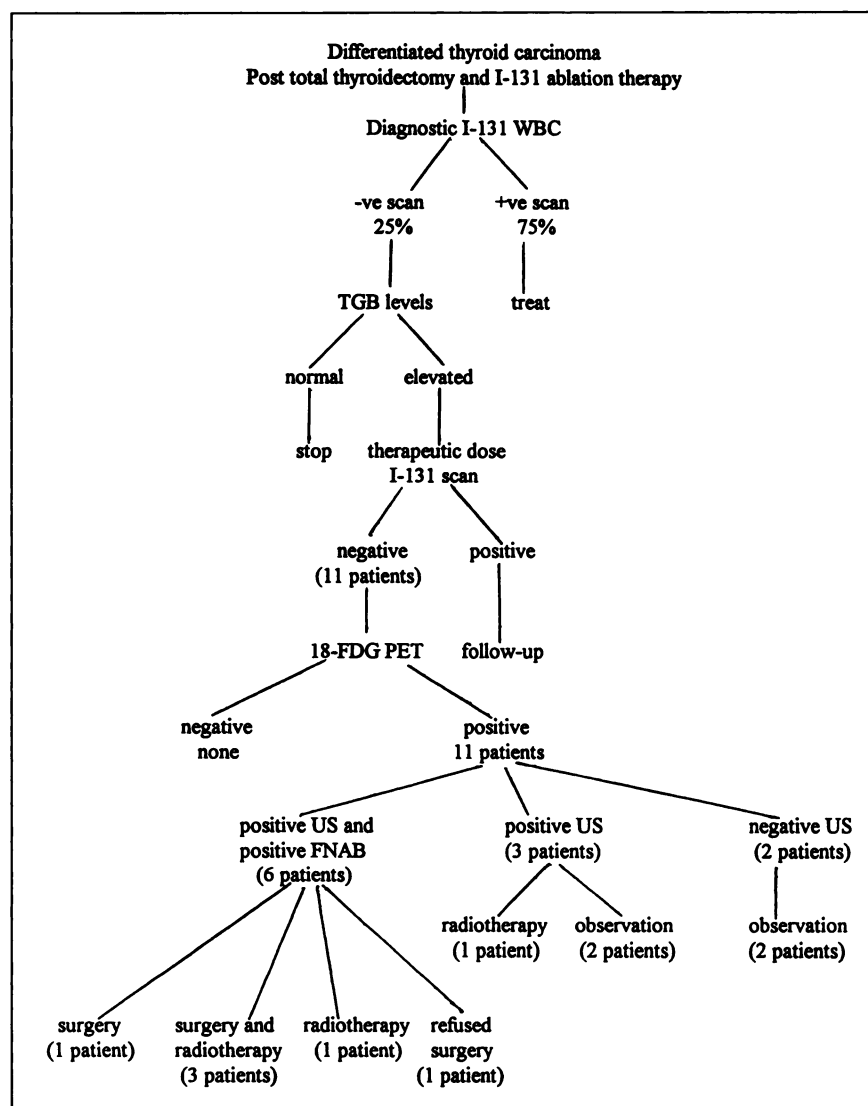 Differentiated thyroid carcinoma
Post total thyroidectomy and I-131 ablation therapy
Diagnostic I-131 WBC
-ve scan
25%
+ve scan
75%
TGB levels
treat
normal
elevated
stop
therapeutic dose
I-131 scan
negative
(11 patients)
positive
18-FDG PET
follow-up
negative
none
positive
11 patients
positive US and
positive FNAB
(6 patients)
positive US
(3 patients)
negative US
(2 patients)
radiotherapy
(1 patient)
observation
(2 patients)
observation
(2 patients)
surgery
(1 patient)
surgery and
radiotherapy
(3 patients)
radiotherapy
(1 patient)
refused
surgery
(1 patient)